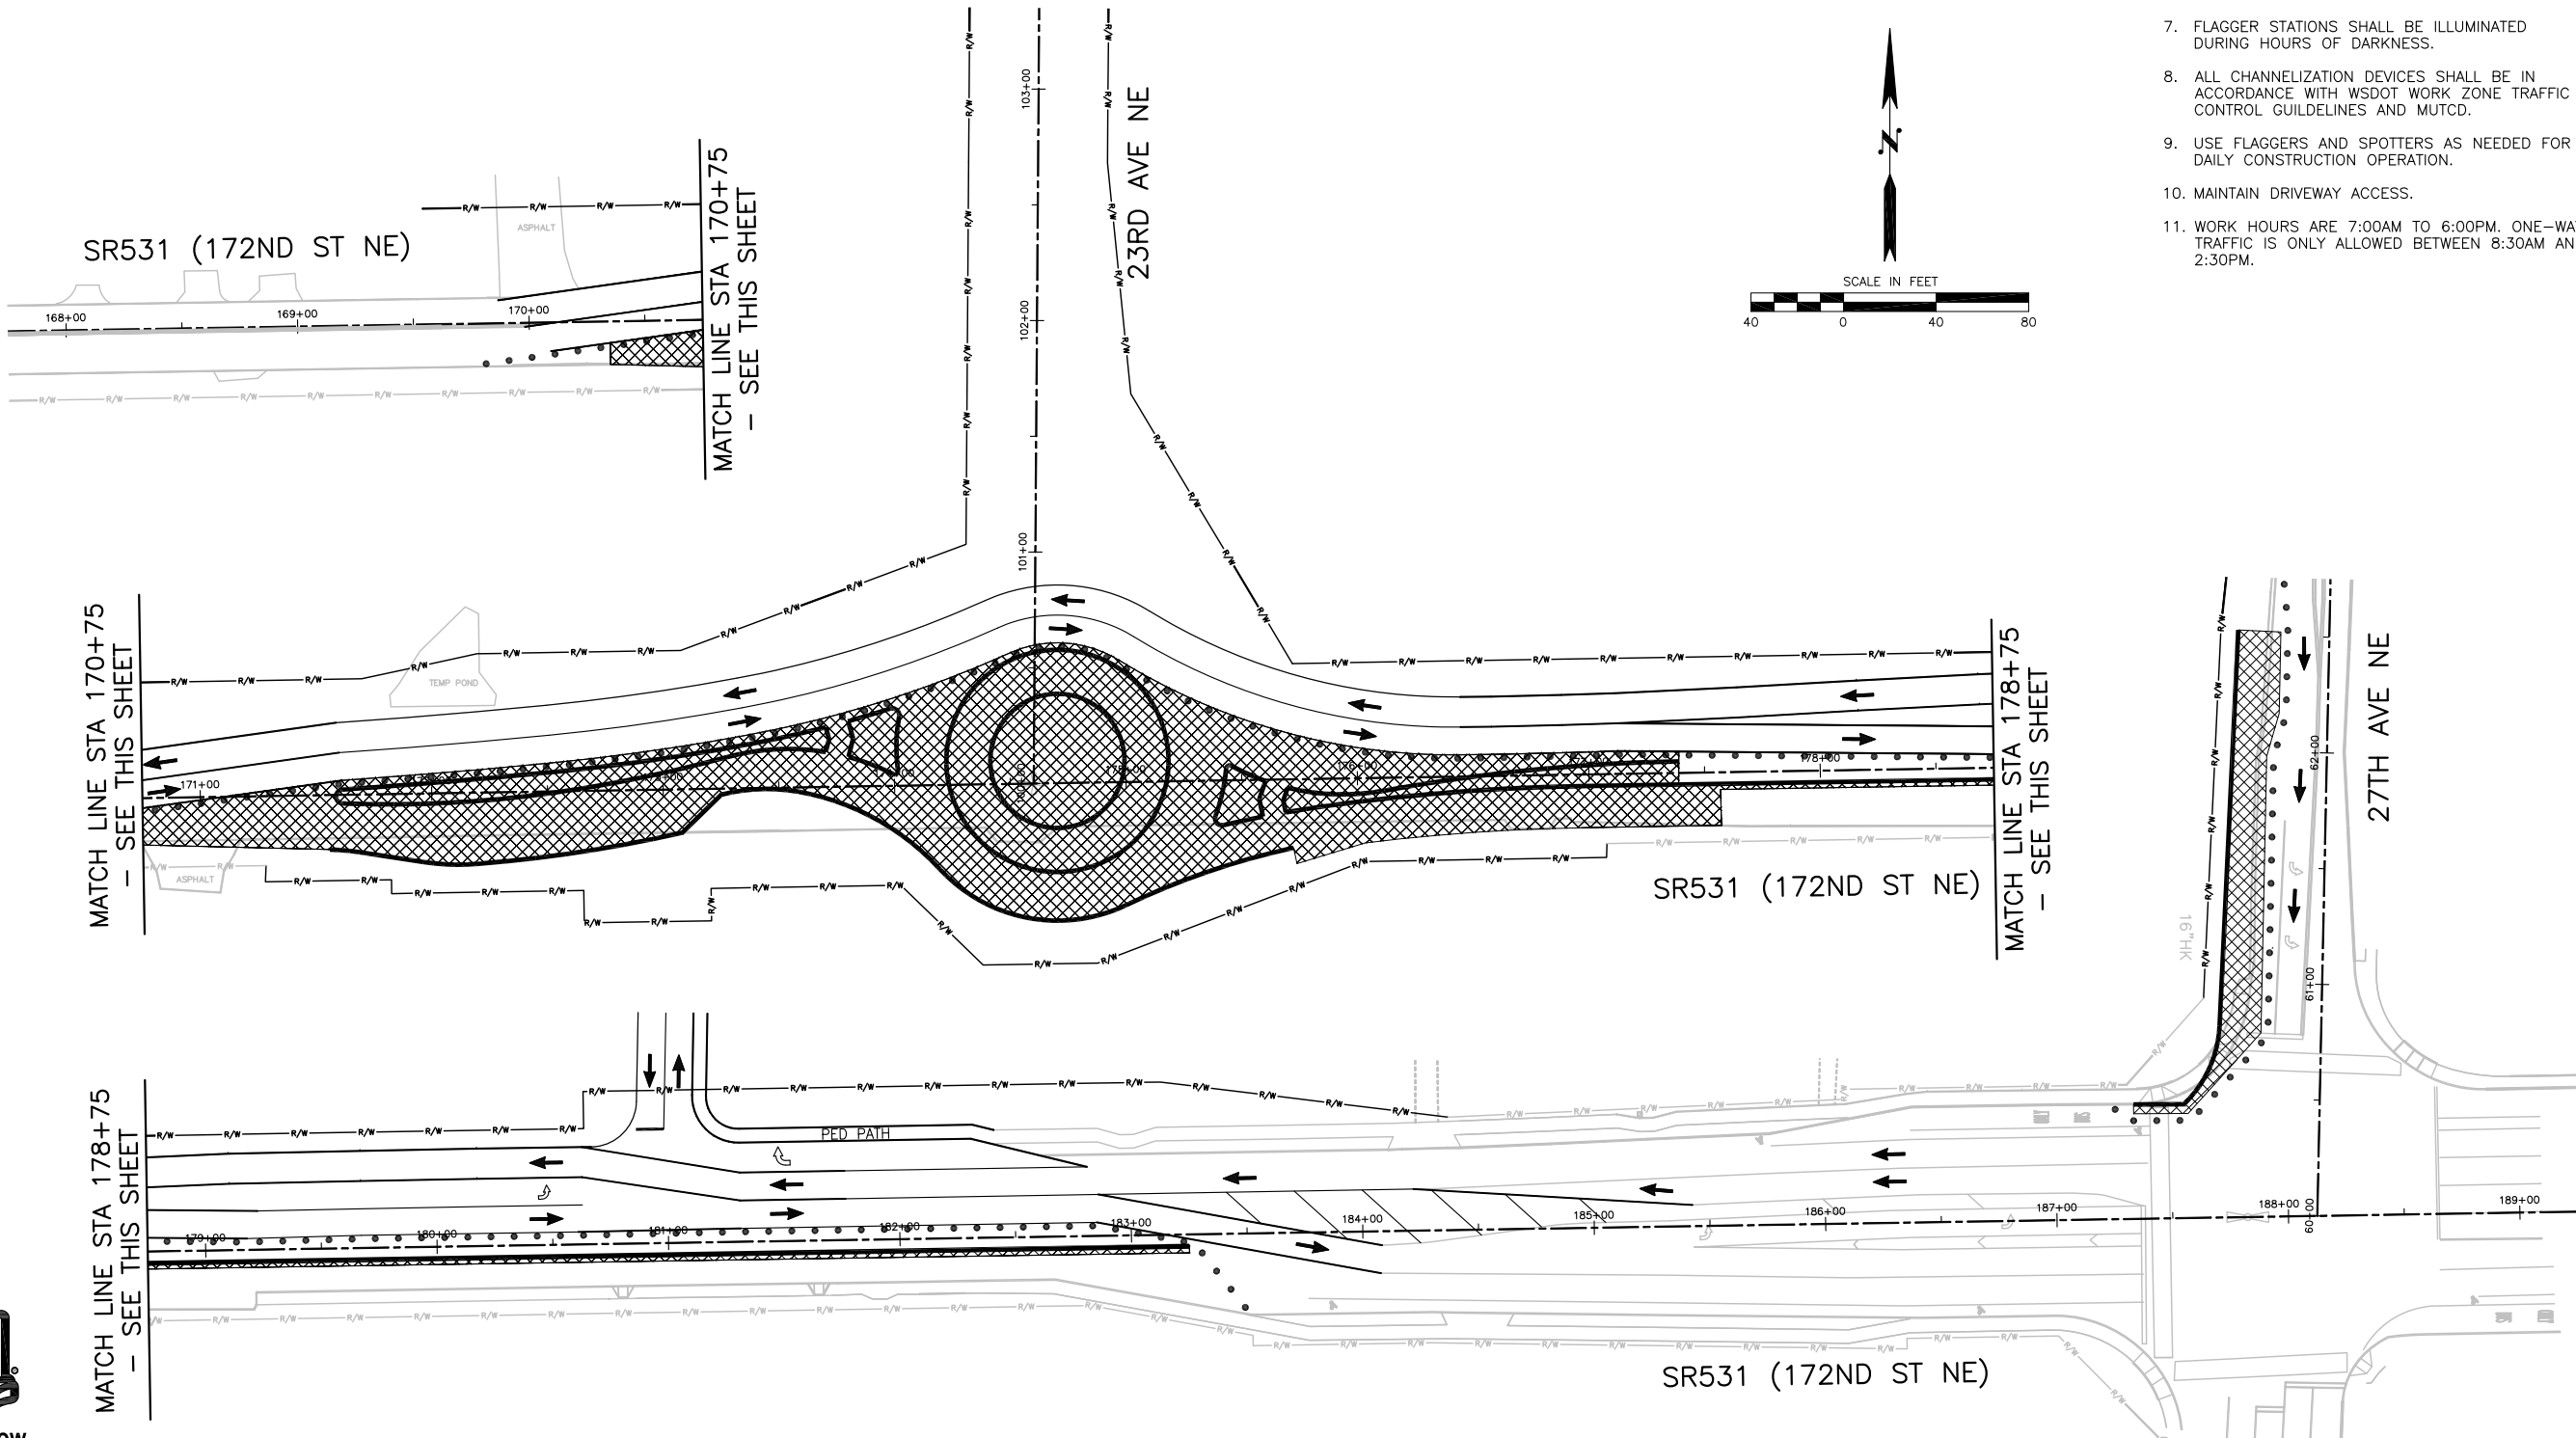 7. FLAGGER STATIONS SHALL BE ILLUMINATED
DURING HOURS OF DARKNESS.
8. ALL CHANNELIZATION DEVICES SHALL BE IN
ACCORDANCE WITH WSDOT WORK ZONE TRAFFIC
CONTROL GUILDELINES AND MUTCD.
9. USE FLAGGERS AND SPOTTERS AS NEEDED FOR
DAILY CONSTRUCTION OPERATION.
10. MAINTAIN DRIVEWAY ACCESS.
11. WORK HOURS ARE 7:00AM TO 6:00PM. ONE-WA
TRAFFIC IS ONLY ALLOWED BETWEEN 8:30AM AN
2:30PM.
N
SCALE IN FEET
40 0 40 80
SR531 (172ND ST NE)
ASPHALT
R/W R/W R/W R/W
168+00 169+00 170+00
R/W R/W R/W R/W R/W R/W R/W R/W R/W R/W
MATCH LINE STA 170+75
- SEE THIS SHEET
103+00
102+00
101+00
23RD AVE NE
MATCH LINE STA 170+75
- SEE THIS SHEET
TEMP POND
171+00
175+00
176+00
178+00
ASPHALT
SR531 (172ND ST NE)
MATCH LINE STA 178+75
- SEE THIS SHEET
27TH AVE NE
62+00
61+00
60+00
16"HK
MATCH LINE STA 178+75
- SEE THIS SHEET
PED PATH
179+00 180+00 181+00 182+00 183+00 184+00 185+00 186+00 187+00 188+00 189+00
SR531 (172ND ST NE)